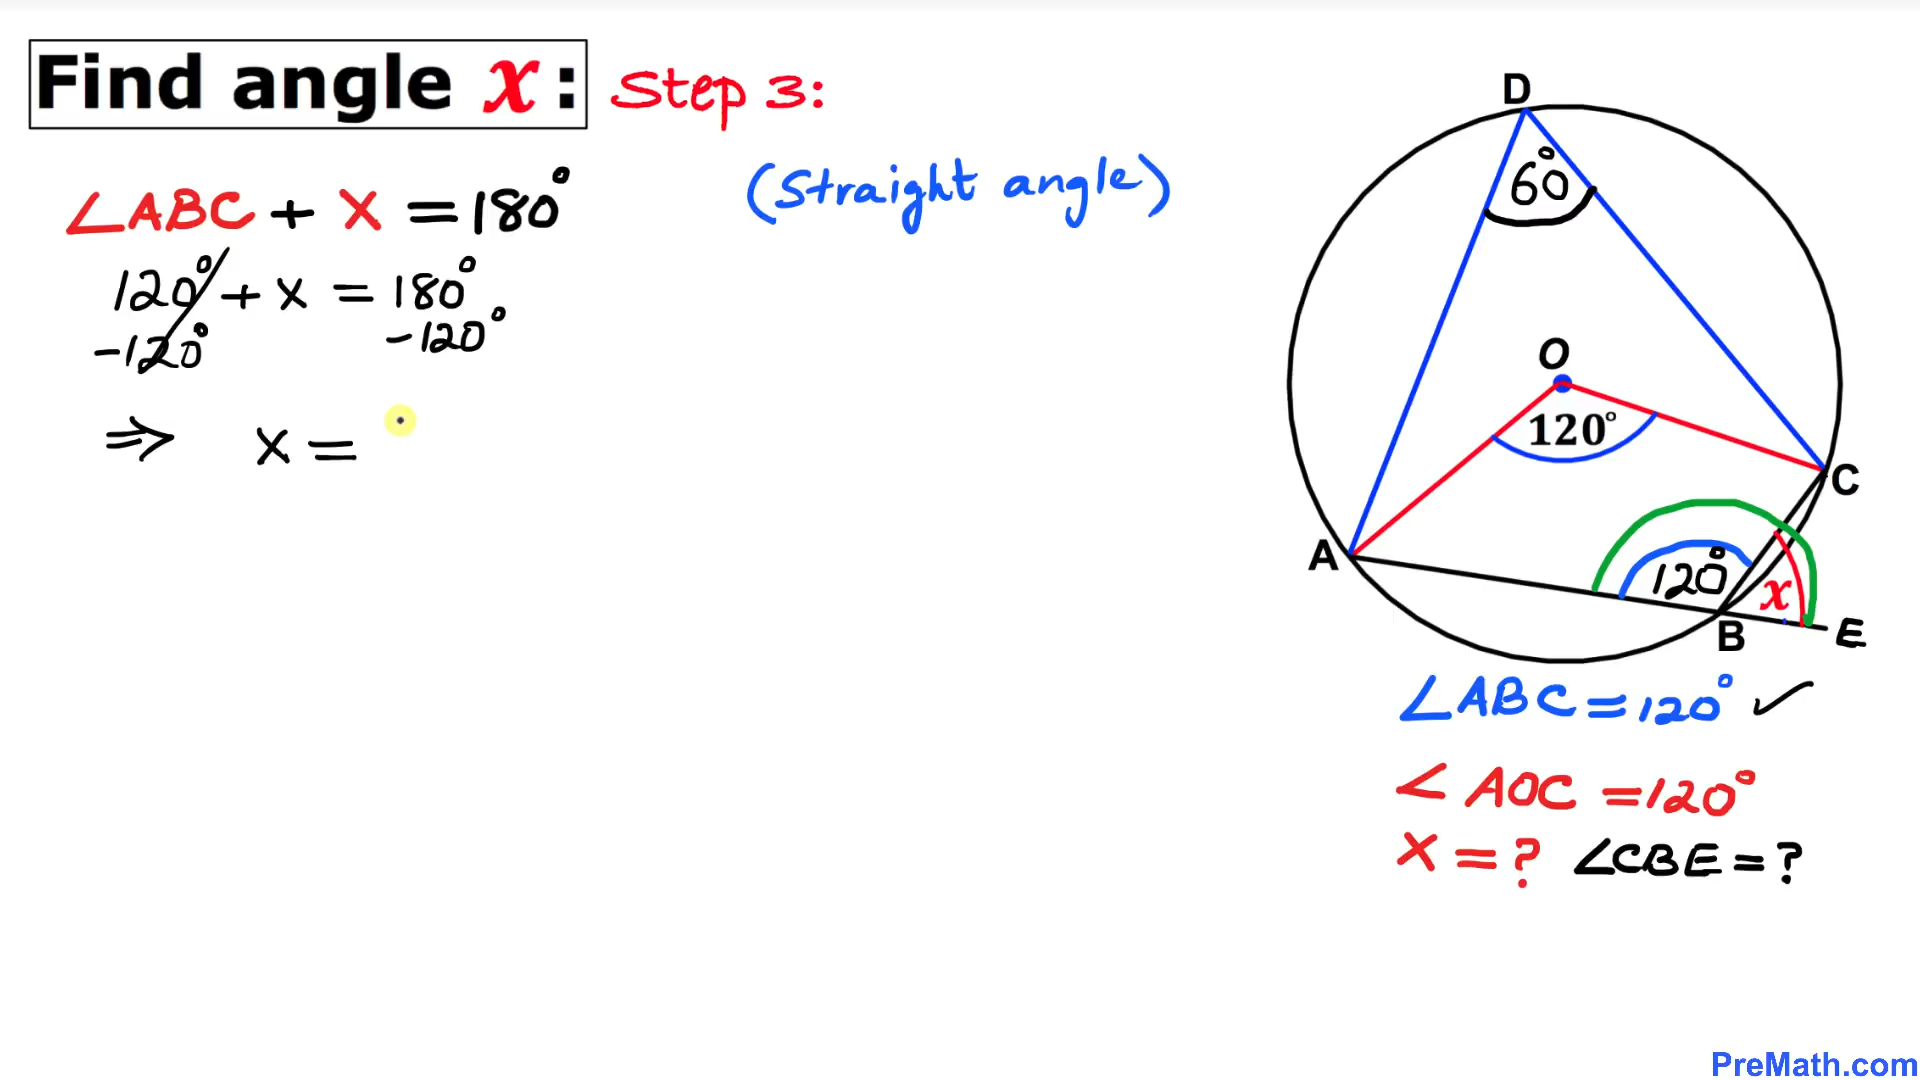 Find angle x: Step 3:
∠ABC + x = 180°
(Straight angle)
120° + x = 180°
-120° -120°
⇒ x =
D
60°
O
120°
C
A
120°
x
B
E
∠ABC = 120° ✓
∠AOC = 120°
x = ? ∠CBE = ?
PreMath.com